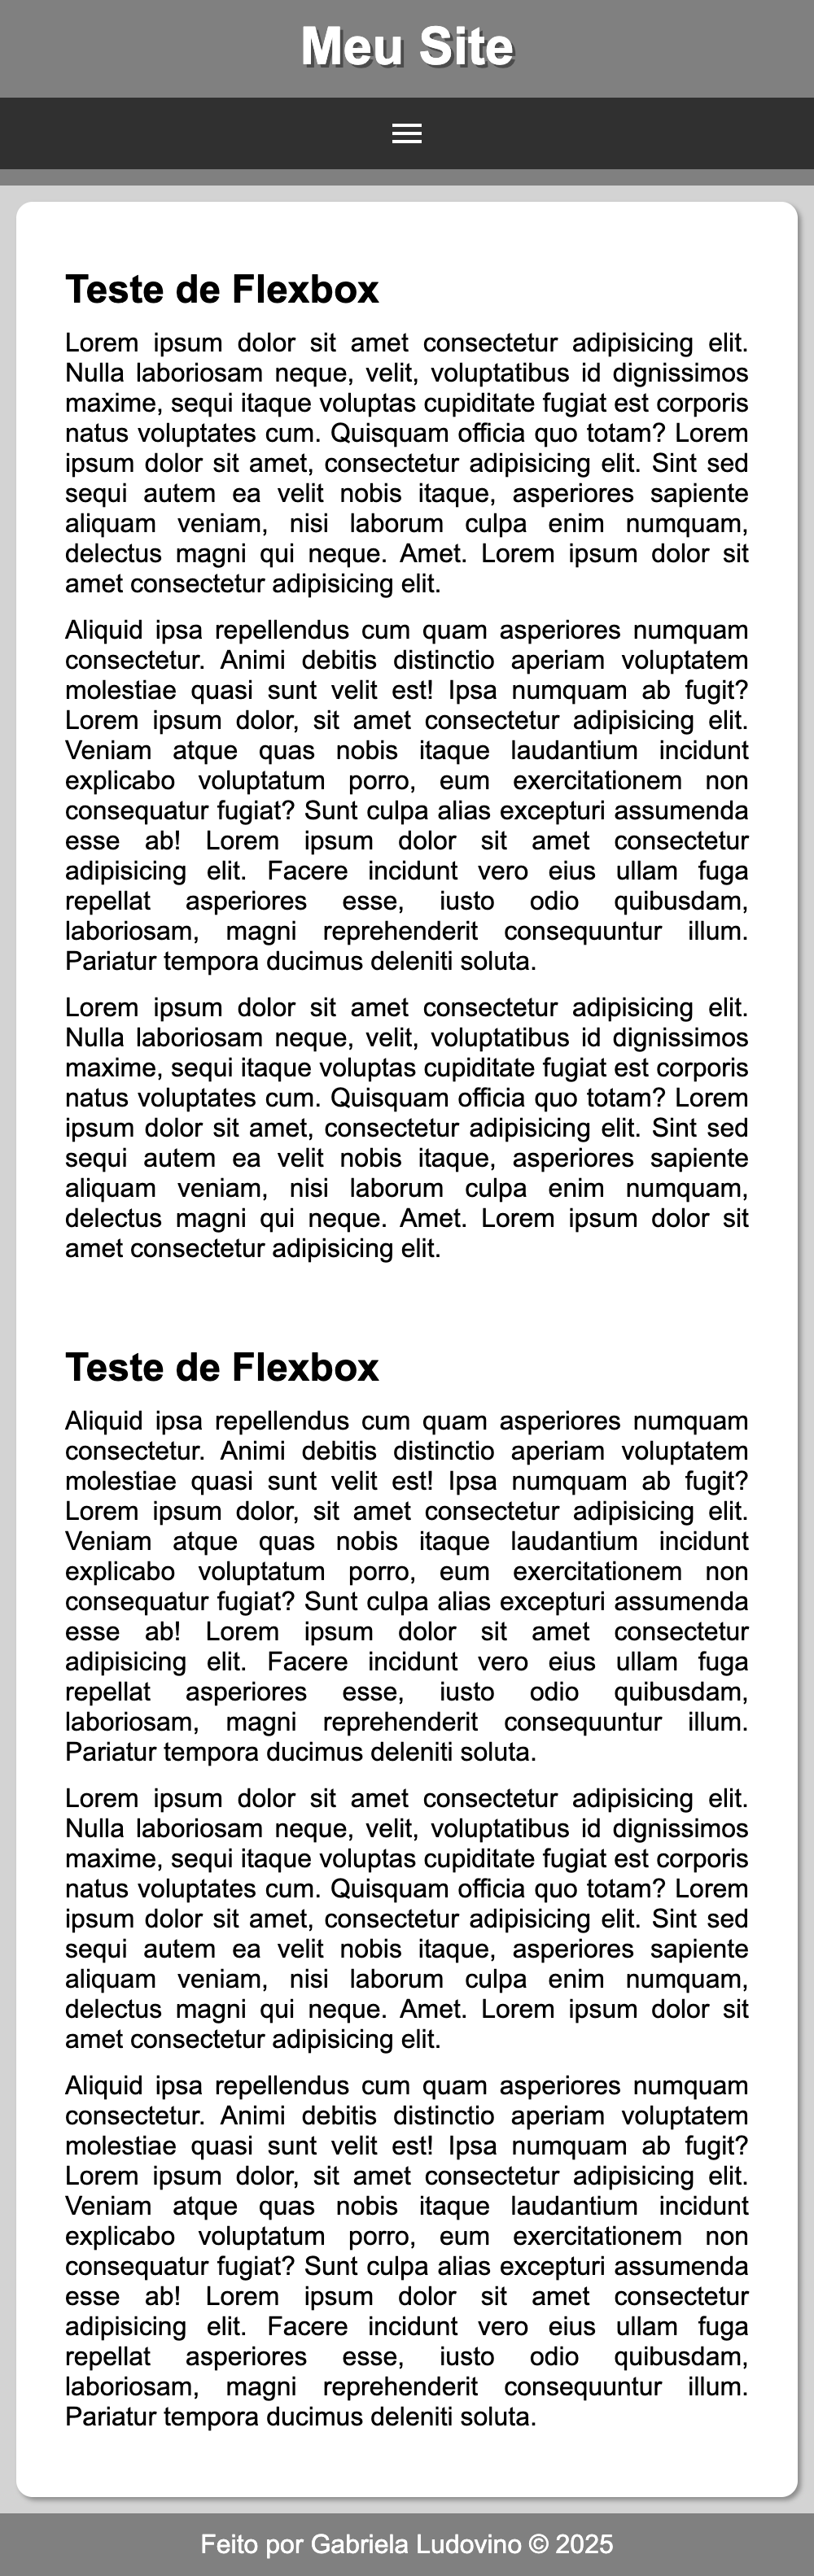 Meu Site
Teste de Flexbox
Lorem ipsum dolor sit amet consectetur adipisicing elit.
Nulla laboriosam neque, velit, voluptatibus id dignissimos
maxime, sequi itaque voluptas cupiditate fugiat est corporis
natus voluptates cum. Quisquam officia quo totam? Lorem
ipsum dolor sit amet, consectetur adipisicing elit. Sint sed
sequi autem ea velit nobis itaque, asperiores sapiente
aliquam veniam, nisi laborum culpa enim numquam,
delectus magni qui neque. Amet. Lorem ipsum dolor sit
amet consectetur adipisicing elit.
Aliquid ipsa repellendus cum quam asperiores numquam
consectetur. Animi debitis distinctio aperiam voluptatem
molestiae quasi sunt velit est! Ipsa numquam ab fugit?
Lorem ipsum dolor, sit amet consectetur adipisicing elit.
Veniam atque quas nobis itaque laudantium incidunt
explicabo voluptatum porro, eum exercitationem non
consequatur fugiat? Sunt culpa alias excepturi assumenda
esse ab! Lorem ipsum dolor sit amet consectetur
adipisicing elit. Facere incidunt vero eius ullam fuga
repellat asperiores esse, iusto odio quibusdam,
laboriosam, magni reprehenderit consequuntur illum.
Pariatur tempora ducimus deleniti soluta.
Lorem ipsum dolor sit amet consectetur adipisicing elit.
Nulla laboriosam neque, velit, voluptatibus id dignissimos
maxime, sequi itaque voluptas cupiditate fugiat est corporis
natus voluptates cum. Quisquam officia quo totam? Lorem
ipsum dolor sit amet, consectetur adipisicing elit. Sint sed
sequi autem ea velit nobis itaque, asperiores sapiente
aliquam veniam, nisi laborum culpa enim numquam,
delectus magni qui neque. Amet. Lorem ipsum dolor sit
amet consectetur adipisicing elit.
Teste de Flexbox
Aliquid ipsa repellendus cum quam asperiores numquam
consectetur. Animi debitis distinctio aperiam voluptatem
molestiae quasi sunt velit est! Ipsa numquam ab fugit?
Lorem ipsum dolor, sit amet consectetur adipisicing elit.
Veniam atque quas nobis itaque laudantium incidunt
explicabo voluptatum porro, eum exercitationem non
consequatur fugiat? Sunt culpa alias excepturi assumenda
esse ab! Lorem ipsum dolor sit amet consectetur
adipisicing elit. Facere incidunt vero eius ullam fuga
repellat asperiores esse, iusto odio quibusdam,
laboriosam, magni reprehenderit consequuntur illum.
Pariatur tempora ducimus deleniti soluta.
Lorem ipsum dolor sit amet consectetur adipisicing elit.
Nulla laboriosam neque, velit, voluptatibus id dignissimos
maxime, sequi itaque voluptas cupiditate fugiat est corporis
natus voluptates cum. Quisquam officia quo totam? Lorem
ipsum dolor sit amet, consectetur adipisicing elit. Sint sed
sequi autem ea velit nobis itaque, asperiores sapiente
aliquam veniam, nisi laborum culpa enim numquam,
delectus magni qui neque. Amet. Lorem ipsum dolor sit
amet consectetur adipisicing elit.
Aliquid ipsa repellendus cum quam asperiores numquam
consectetur. Animi debitis distinctio aperiam voluptatem
molestiae quasi sunt velit est! Ipsa numquam ab fugit?
Lorem ipsum dolor, sit amet consectetur adipisicing elit.
Veniam atque quas nobis itaque laudantium incidunt
explicabo voluptatum porro, eum exercitationem non
consequatur fugiat? Sunt culpa alias excepturi assumenda
esse ab! Lorem ipsum dolor sit amet consectetur
adipisicing elit. Facere incidunt vero eius ullam fuga
repellat asperiores esse, iusto odio quibusdam,
laboriosam, magni reprehenderit consequuntur illum.
Pariatur tempora ducimus deleniti soluta.
Feito por Gabriela Ludovino © 2025